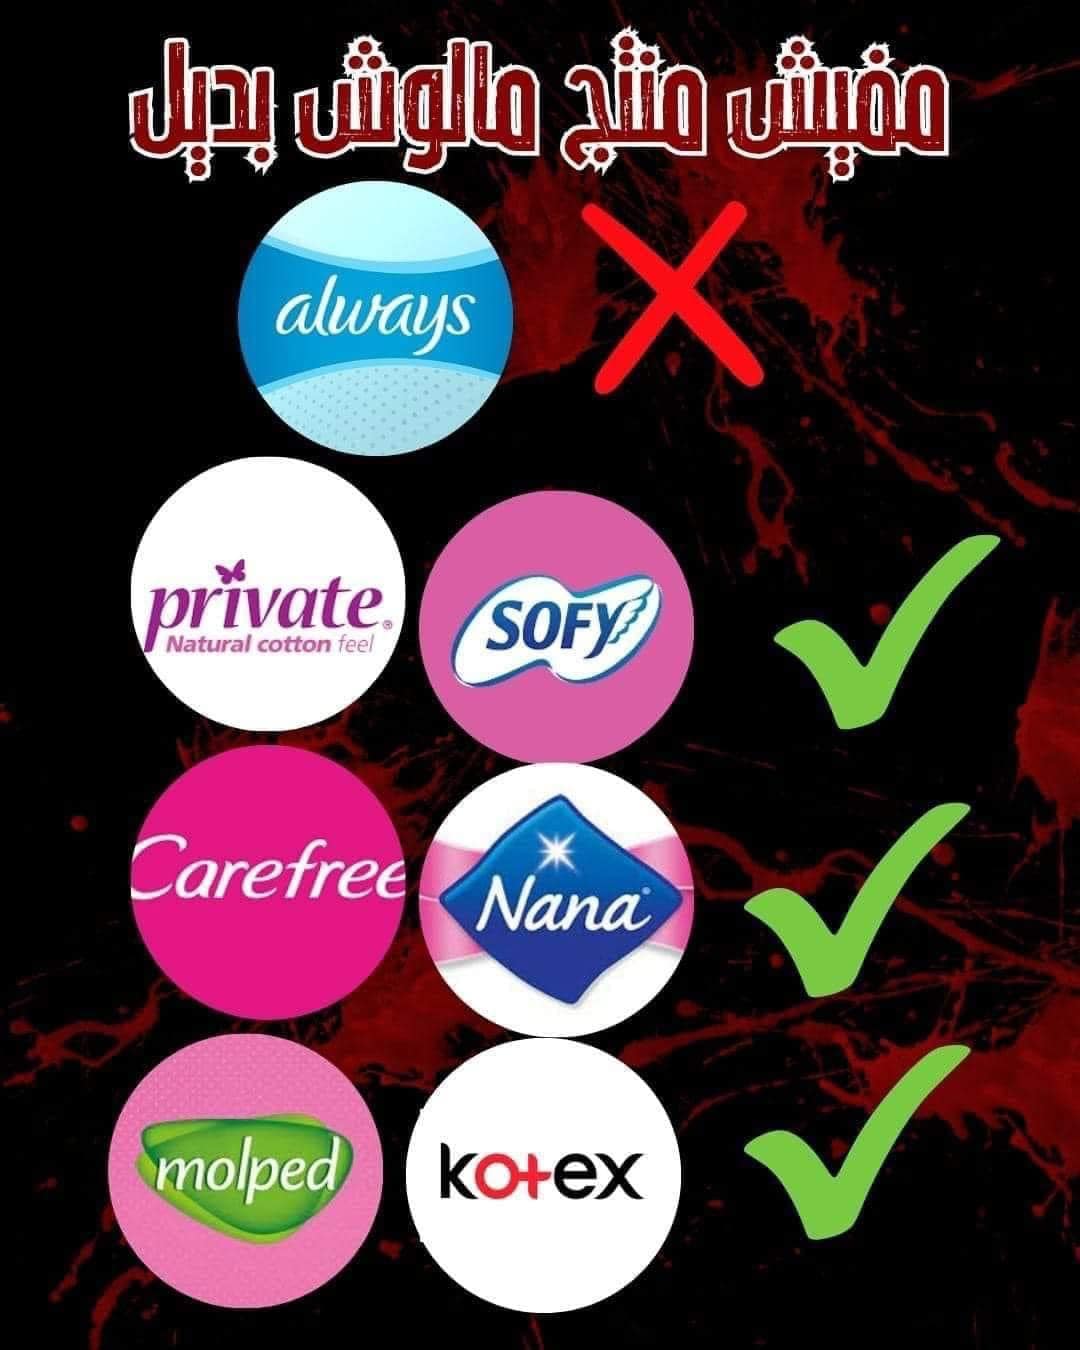 مفيش منتج مالوش بديل
always
private®
Natural cotton feel
SOFY
Carefree
Nana®
molped
kotex